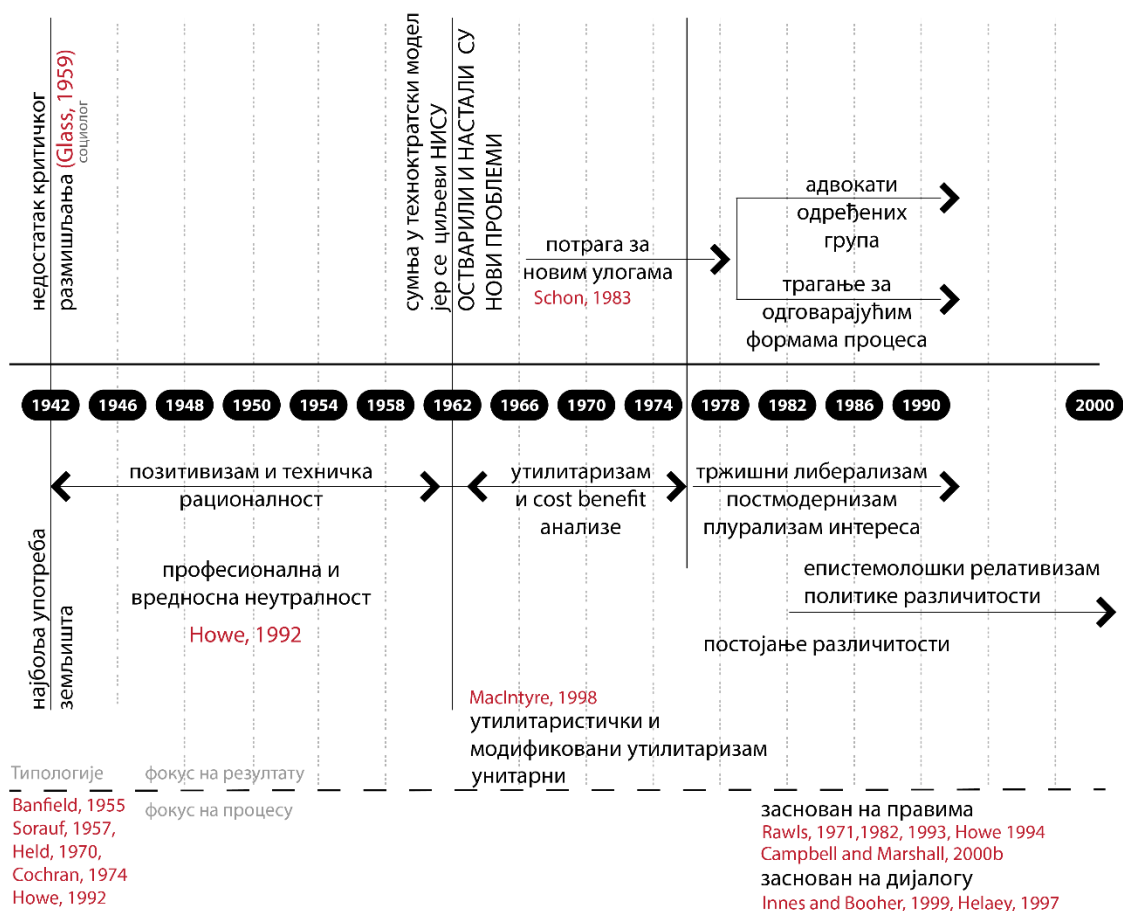 недостатак критичког
размишљања (Glass, 1959)
социолог
сумња у техноктратски модел
јер се циљеви НИСУ
ОСТВАРИЛИ И НАСТАЛИ СУ
НОВИ ПРОБЛЕМИ
потрага за
новим улогама
Schon, 1983
адвокати
одређених
група
трагање за
одговарајућим
формама процеса
1942 1946 1948 1950 1954 1958 1962 1966 1970 1974 1978 1982 1986 1990 2000
најбоља употреба
земљишта
позитивизам и техничка
рационалност
професионална и
вредносна неутралност
Howe, 1992
утилитаризам
и cost benefit
анализе
тржишни либерализам
постмодернизам
плурализам интереса
епистемолошки релативизам
политике различитости
постојање различитости
MacIntyre, 1998
утилитаристички и
модификовани утилитаризам
унитарни
Типологије
фокус на резултату
фокус на процесу
Banfield, 1955
Sorauf, 1957,
Held, 1970,
Cochran, 1974
Howe, 1992
заснован на правима
Rawls, 1971,1982, 1993, Howe 1994
Campbell and Marshall, 2000b
заснован на дијалогу
Innes and Booher, 1999, Helaey, 1997